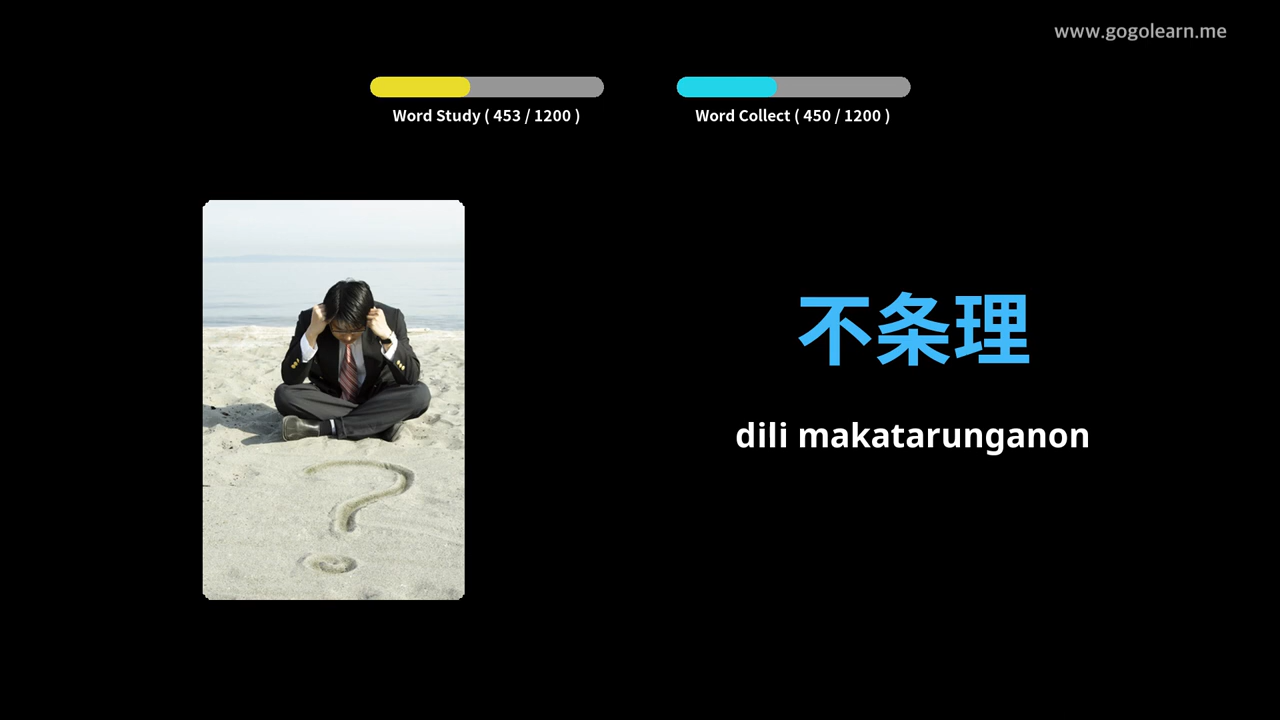 www.gogolearn.me
Word Study ( 453 / 1200 )
Word Collect ( 450 / 1200 )
不条理
dili makatarunganon